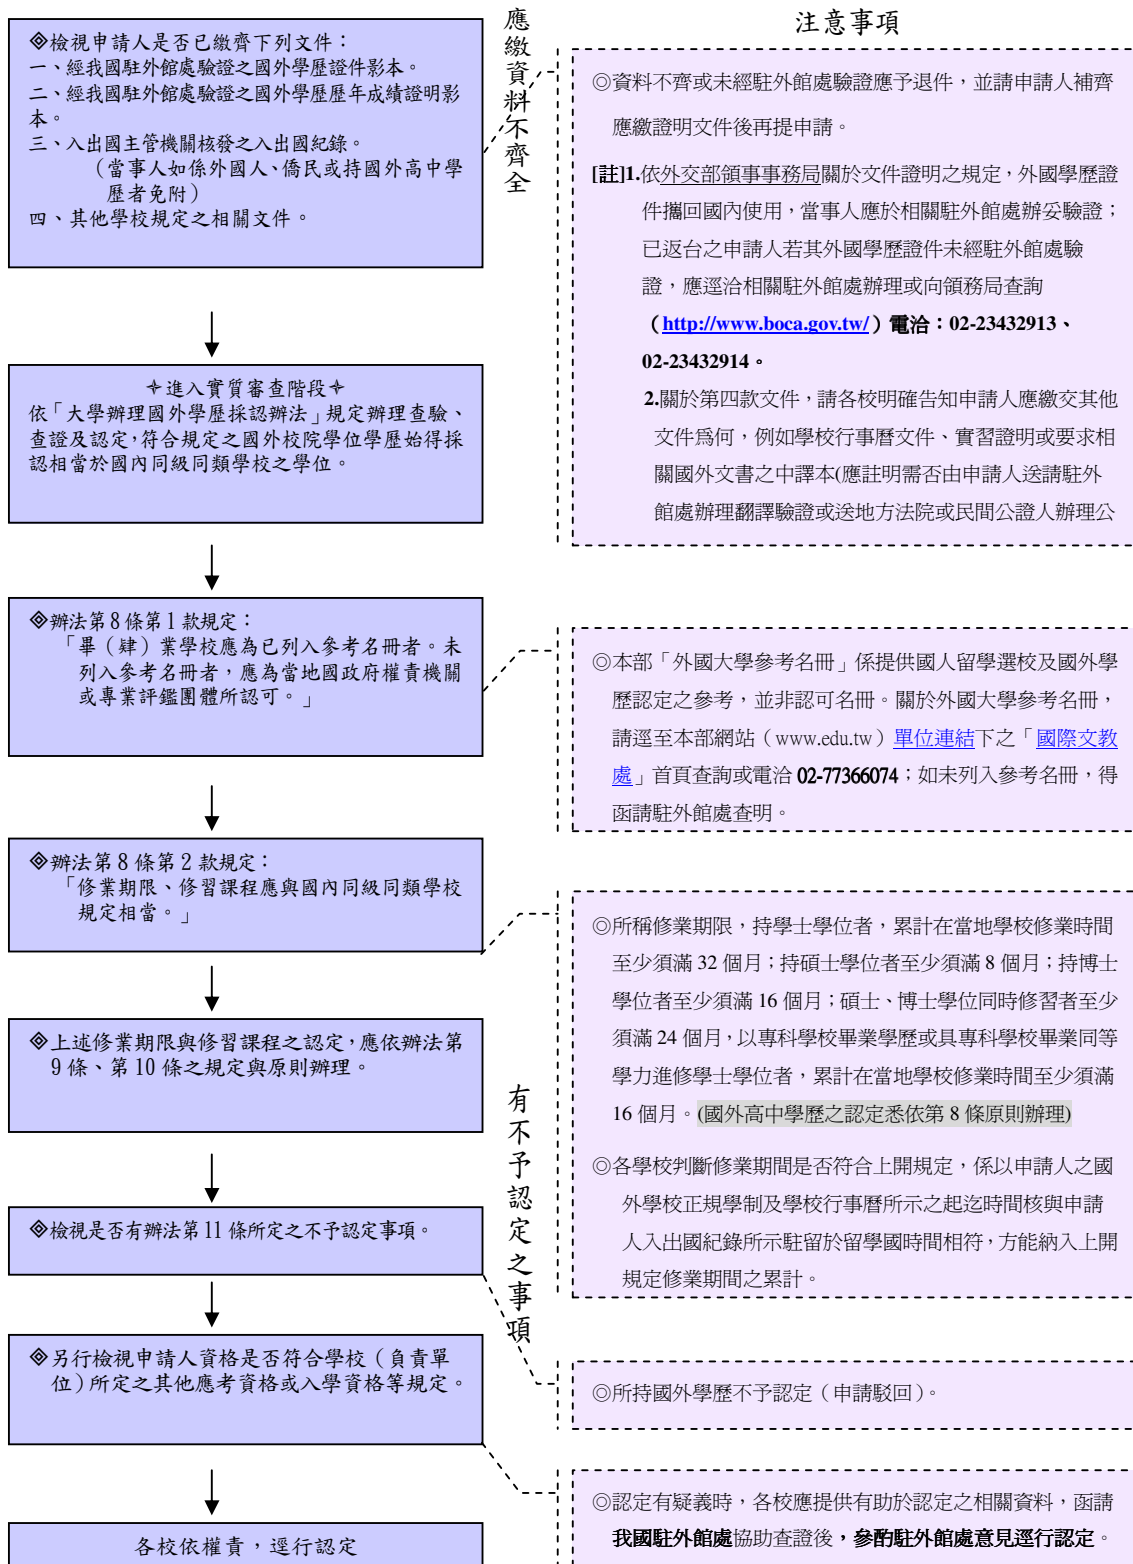 ◈檢視申請人是否已繳齊下列文件：
一、經我國駐外館處驗證之國外學歷證件影本。
二、經我國駐外館處驗證之國外學歷歷年成績證明影
本。
三、入出國主管機關核發之入出國紀錄。
（當事人如係外國人、僑民或持國外高中學
歷者免附）
四、其他學校規定之相關文件。
應繳資料不齊全
注意事項
◎資料不齊或未經駐外館處驗證應予退件，並請申請人補齊
應繳證明文件後再提申請。
[註]1.依外交部領事事務局關於文件證明之規定，外國學歷證
件攜回國內使用，當事人應於相關駐外館處辦妥驗證；
已返台之申請人若其外國學歷證件未經駐外館處驗
證，應逕洽相關駐外館處辦理或向領務局查詢
（http://www.boca.gov.tw/）電洽：02-23432913、
02-23432914。
2.關於第四款文件，請各校明確告知申請人應繳交其他
文件為何，例如學校行事曆文件、實習證明或要求相
關國外文書之中譯本(應註明需否由申請人送請駐外
館處辦理翻譯驗證或送地方法院或民間公證人辦理公
✧進入實質審查階段✧
依「大學辦理國外學歷採認辦法」規定辦理查驗、
查證及認定，符合規定之國外校院學位學歷始得採
認相當於國內同級同類學校之學位。
◈辦法第 8 條第 1 款規定：
「畢（肄）業學校應為已列入參考名冊者。未
列入參考名冊者，應為當地國政府權責機關
或專業評鑑團體所認可。」
◎本部「外國大學參考名冊」係提供國人留學選校及國外學
歷認定之參考，並非認可名冊。關於外國大學參考名冊，
請逕至本部網站（www.edu.tw）單位連結下之「國際文教
處」首頁查詢或電洽 02-77366074；如未列入參考名冊，得
函請駐外館處查明。
◈辦法第 8 條第 2 款規定：
「修業期限、修習課程應與國內同級同類學校
規定相當。」
◎所稱修業期限，持學士學位者，累計在當地學校修業時間
至少須滿 32 個月；持碩士學位者至少須滿 8 個月；持博士
學位者至少須滿 16 個月；碩士、博士學位同時修習者至少
須滿 24 個月，以專科學校畢業學歷或具專科學校畢業同等
學力進修學士學位者，累計在當地學校修業時間至少須滿
16 個月。(國外高中學歷之認定悉依第 8 條原則辦理)
◎各學校判斷修業期間是否符合上開規定，係以申請人之國
外學校正規學制及學校行事曆所示之起迄時間核與申請
人入出國紀錄所示駐留於留學國時間相符，方能納入上開
規定修業期間之累計。
◈上述修業期限與修習課程之認定，應依辦法第
9 條、第 10 條之規定與原則辦理。
有不予認定之事項
◈檢視是否有辦法第 11 條所定之不予認定事項。
◎所持國外學歷不予認定（申請駁回）。
◈另行檢視申請人資格是否符合學校（負責單
位）所定之其他應考資格或入學資格等規定。
◎認定有疑義時，各校應提供有助於認定之相關資料，函請
我國駐外館處協助查證後，參酌駐外館處意見逕行認定。
各校依權責，逕行認定